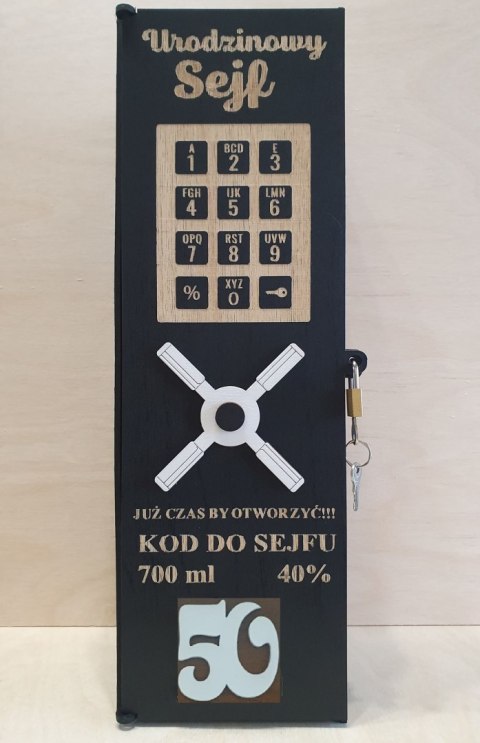 Urodzinowy
Sejf
A BCD E
1 2 3
FGH IJK LMN
4 5 6
OPQ RST UVW
7 8 9
XYZ
% 0
JUŻ CZAS BY OTWORZYĆ!!!
KOD DO SEJFU
700 ml 40%
50